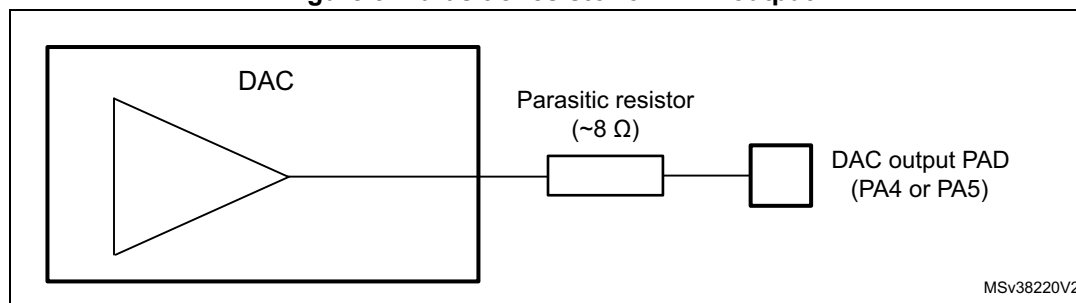 DAC
Parasitic resistor
(~8 Ω)
DAC output PAD
(PA4 or PA5)
MSv38220V2